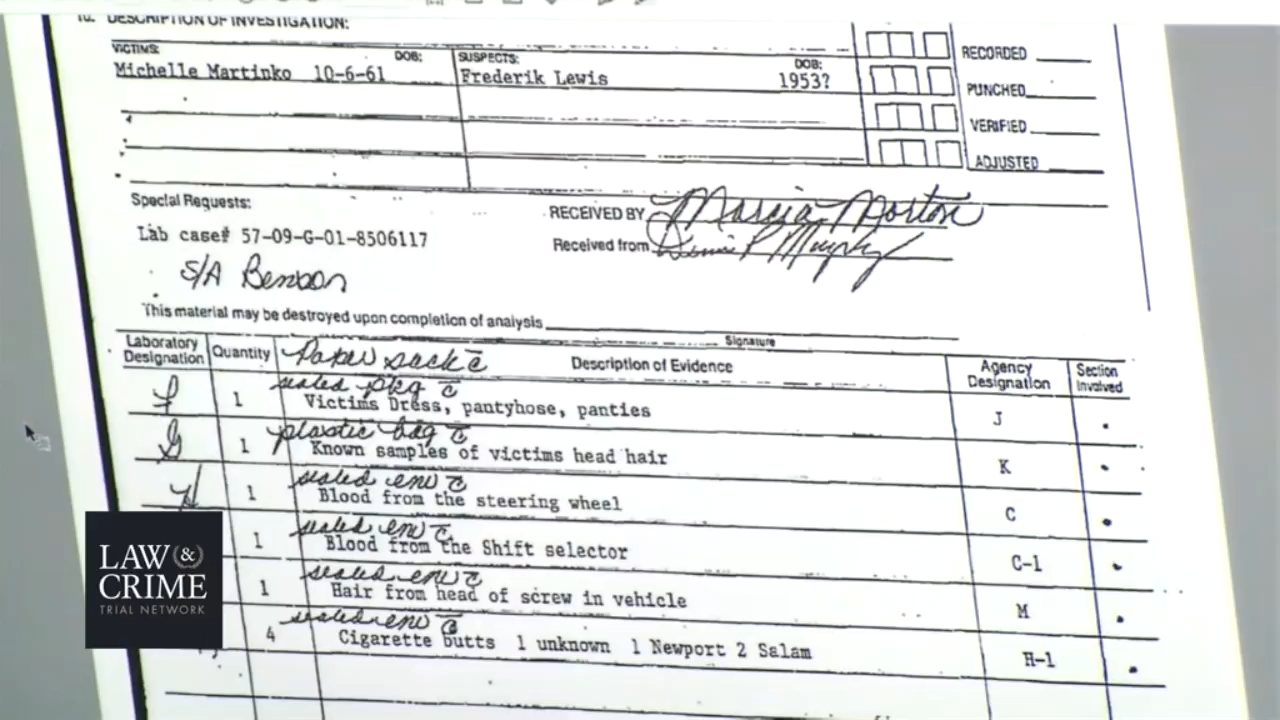 10. DESCRIPTION OF INVESTIGATION:
VICTIMS: DOB: SUSPECTS: DOB: RECORDED
Michelle Martinko 10-6-61 Frederik Lewis 1953?
PUNCHED
VERIFIED
ADJUSTED
Special Requests:
RECEIVED BY Marcia Morton
Lab case# 57-09-G-01-8506117
Received from Dennis P Murphy
S/A Benson
This material may be destroyed upon completion of analysis
Signature
Laboratory Designation Quantity Paper sack c̄ Description of Evidence Agency Designation Section Involved
sealed pkg c̄
F 1 Victims Dress, pantyhose, panties J
plastic bag c̄
G 1 Known samples of victims head hair K
sealed env c̄
H 1 Blood from the steering wheel C
sealed env c̄
1 Blood from the Shift selector C-1
sealed env c̄
1 Hair from head of screw in vehicle M
sealed env c̄
4 Cigarette butts 1 unknown 1 Newport 2 Salam H-1
LAW & CRIME
TRIAL NETWORK